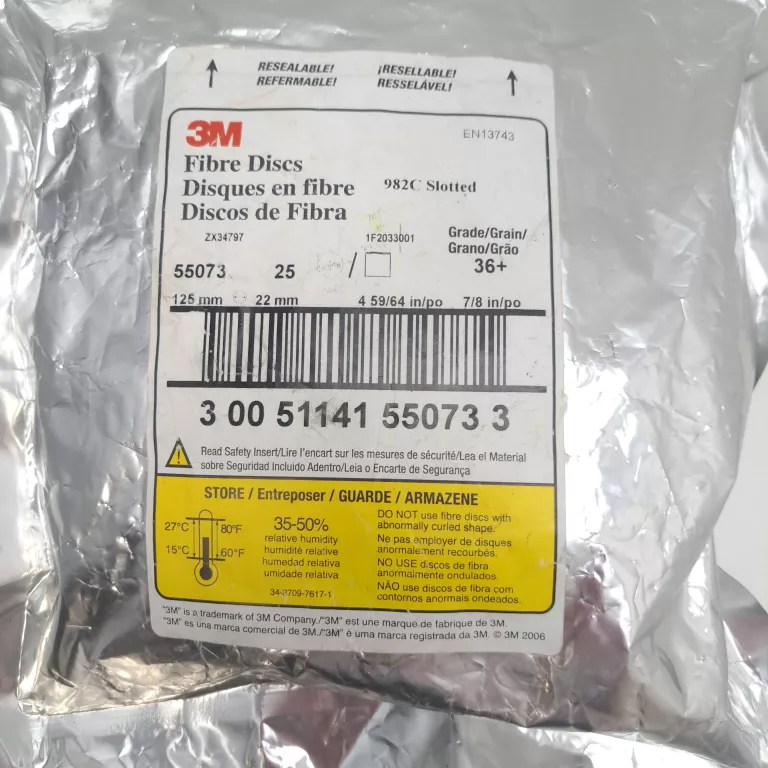 RESEALABLE! ¡RESELLABLE!
REFERMABLE! RESSELÁVEL!
3M EN13743
Fibre Discs
Disques en fibre 982C Slotted
Discos de Fibra
ZX34797 1F2033001 Grade/Grain/
Grano/Grão
55073 25 / 36+
125 mm 22 mm 4 59/64 in/po 7/8 in/po
3 00 51141 55073 3
Read Safety Insert/Lire l'encart sur les mesures de sécurité/Lea el Material
sobre Seguridad Incluido Adentro/Leia o Encarte de Segurança
STORE / Entreposer / GUARDE / ARMAZENE
27°C 80°F
15°C 60°F
35-50%
relative humidity
humidité relative
humedad relativa
umidade relativa
34-8709-7617-1
DO NOT use fibre discs with
abnormally curled shape.
Ne pas employer de disques
anormalement recourbés.
NO USE discos de fibra
anormalmente ondulados.
NÃO use discos de fibra com
contornos anormais ondeados.
"3M" is a trademark of 3M Company./"3M" est une marque de fabrique de 3M.
"3M" es una marca comercial de 3M./"3M" é uma marca registrada da 3M. © 3M 2006